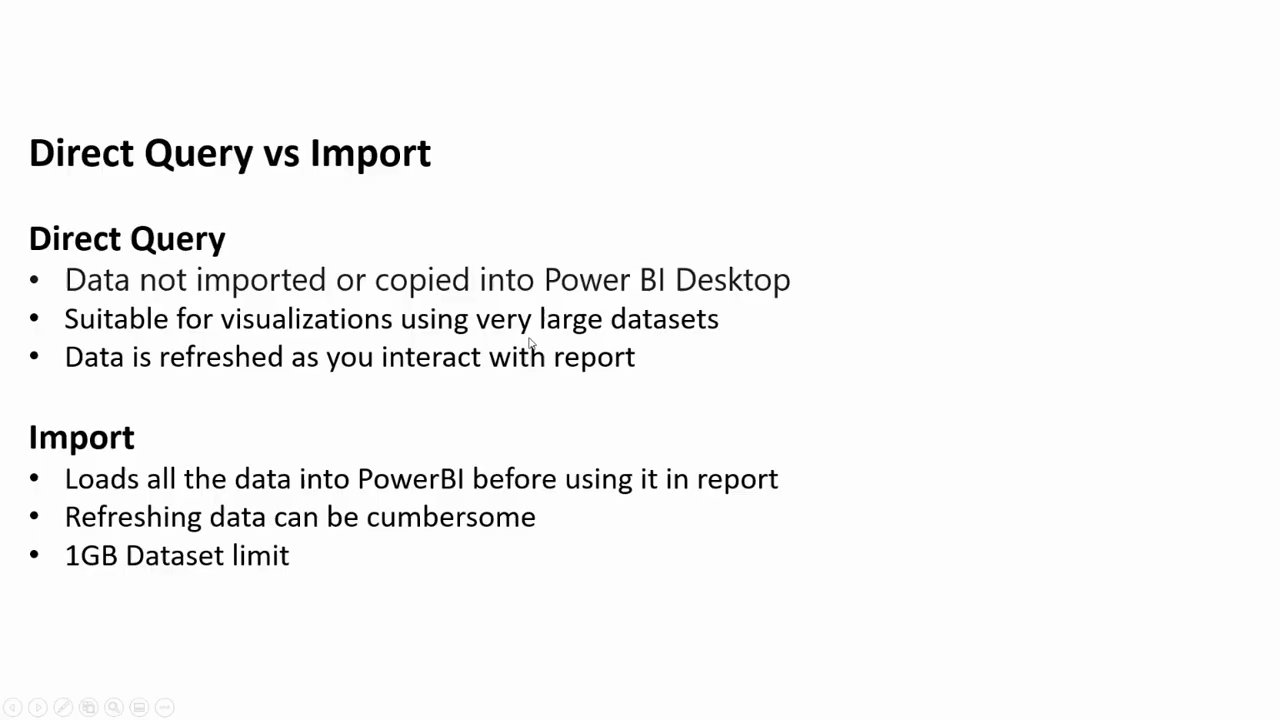 Direct Query vs Import
Direct Query
• Data not imported or copied into Power BI Desktop
• Suitable for visualizations using very large datasets
• Data is refreshed as you interact with report
Import
• Loads all the data into PowerBI before using it in report
• Refreshing data can be cumbersome
• 1GB Dataset limit